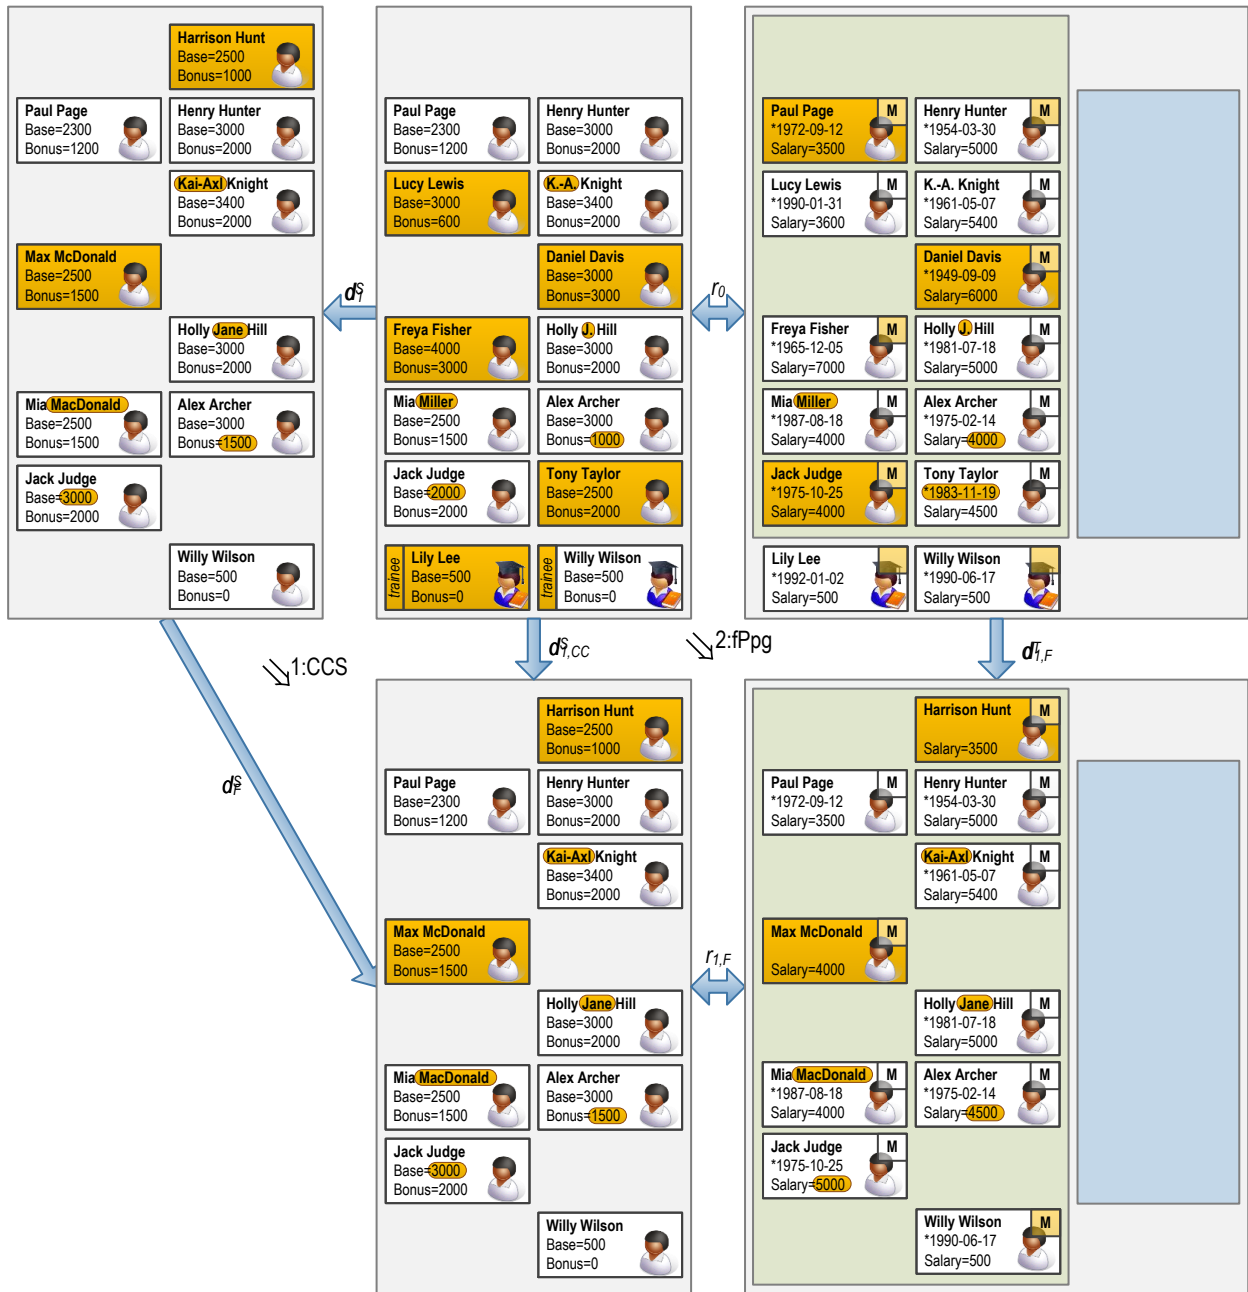 Harrison Hunt
Base=2500
Bonus=1000
Paul Page
Base=2300
Bonus=1200
Henry Hunter
Base=3000
Bonus=2000
Kai-Axl Knight
Base=3400
Bonus=2000
Max McDonald
Base=2500
Bonus=1500
Holly Jane Hill
Base=3000
Bonus=2000
Mia MacDonald
Base=2500
Bonus=1500
Alex Archer
Base=3000
Bonus=1500
Jack Judge
Base=3000
Bonus=2000
Willy Wilson
Base=500
Bonus=0
Paul Page
Base=2300
Bonus=1200
Henry Hunter
Base=3000
Bonus=2000
Lucy Lewis
Base=3000
Bonus=600
K.-A. Knight
Base=3400
Bonus=2000
Daniel Davis
Base=3000
Bonus=3000
Freya Fisher
Base=4000
Bonus=3000
Holly J. Hill
Base=3000
Bonus=2000
Mia Miller
Base=2500
Bonus=1500
Alex Archer
Base=3000
Bonus=1000
Jack Judge
Base=2000
Bonus=2000
Tony Taylor
Base=2500
Bonus=2000
trainee
Lily Lee
Base=500
Bonus=0
trainee
Willy Wilson
Base=500
Bonus=0
r0
Paul Page
M
*1972-09-12
Salary=3500
Henry Hunter
M
*1954-03-30
Salary=5000
Lucy Lewis
M
*1990-01-31
Salary=3600
K.-A. Knight
M
*1961-05-07
Salary=5400
Daniel Davis
M
*1949-09-09
Salary=6000
Freya Fisher
M
*1965-12-05
Salary=7000
Holly J. Hill
M
*1981-07-18
Salary=5000
Mia Miller
M
*1987-08-18
Salary=4000
Alex Archer
M
*1975-02-14
Salary=4000
Jack Judge
M
*1975-10-25
Salary=4000
Tony Taylor
M
*1983-11-19
Salary=4500
Lily Lee
*1992-01-02
Salary=500
Willy Wilson
*1990-06-17
Salary=500
1:CCS
2:fPpg
Harrison Hunt
Base=2500
Bonus=1000
Paul Page
Base=2300
Bonus=1200
Henry Hunter
Base=3000
Bonus=2000
Kai-Axl Knight
Base=3400
Bonus=2000
Max McDonald
Base=2500
Bonus=1500
Holly Jane Hill
Base=3000
Bonus=2000
Mia MacDonald
Base=2500
Bonus=1500
Alex Archer
Base=3000
Bonus=1500
Jack Judge
Base=3000
Bonus=2000
Willy Wilson
Base=500
Bonus=0
r1,F
Harrison Hunt
M
Salary=3500
Paul Page
M
*1972-09-12
Salary=3500
Henry Hunter
M
*1954-03-30
Salary=5000
Kai-Axl Knight
M
*1961-05-07
Salary=5400
Max McDonald
M
Salary=4000
Holly Jane Hill
M
*1981-07-18
Salary=5000
Mia MacDonald
M
*1987-08-18
Salary=4000
Alex Archer
M
*1975-02-14
Salary=4500
Jack Judge
M
*1975-10-25
Salary=5000
Willy Wilson
M
*1990-06-17
Salary=500